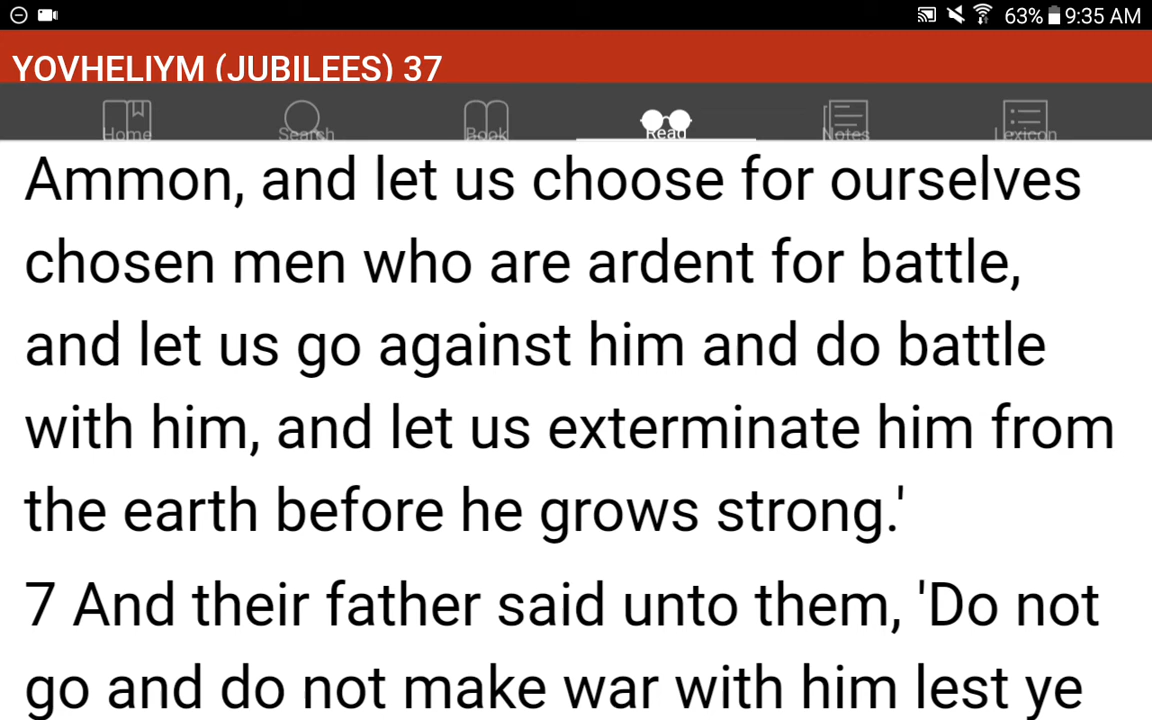 63% 9:35 AM
YOVHELIYM (JUBILEES) 37
Home Search Book Read Notes Lexicon
Ammon, and let us choose for ourselves
chosen men who are ardent for battle,
and let us go against him and do battle
with him, and let us exterminate him from
the earth before he grows strong.'
7 And their father said unto them, 'Do not
go and do not make war with him lest ye